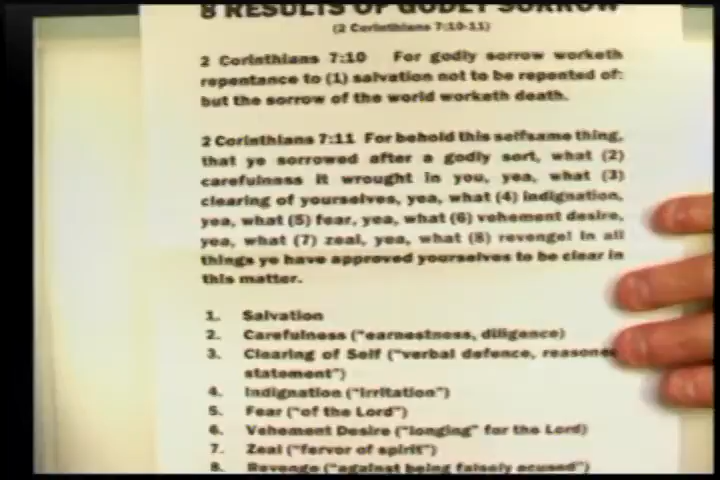 8 RESULTS OF GODLY SORROW
(2 Corinthians 7:10-11)
2 Corinthians 7:10 For godly sorrow worketh
repentance to (1) salvation not to be repented of:
but the sorrow of the world worketh death.
2 Corinthians 7:11 For behold this selfsame thing,
that ye sorrowed after a godly sort, what (2)
carefulness it wrought in you, yea, what (3)
clearing of yourselves, yea, what (4) indignation,
yea, what (5) fear, yea, what (6) vehement desire,
yea, what (7) zeal, yea, what (8) revenge! In all
things ye have approved yourselves to be clear in
this matter.
1. Salvation
2. Carefulness ("earnestness, diligence)
3. Clearing of Self ("verbal defence, reasoned
statement")
4. Indignation ("irritation")
5. Fear ("of the Lord")
6. Vehement Desire ("longing" for the Lord)
7. Zeal ("fervor of spirit")
8. Revenge ("against being falsely acused")